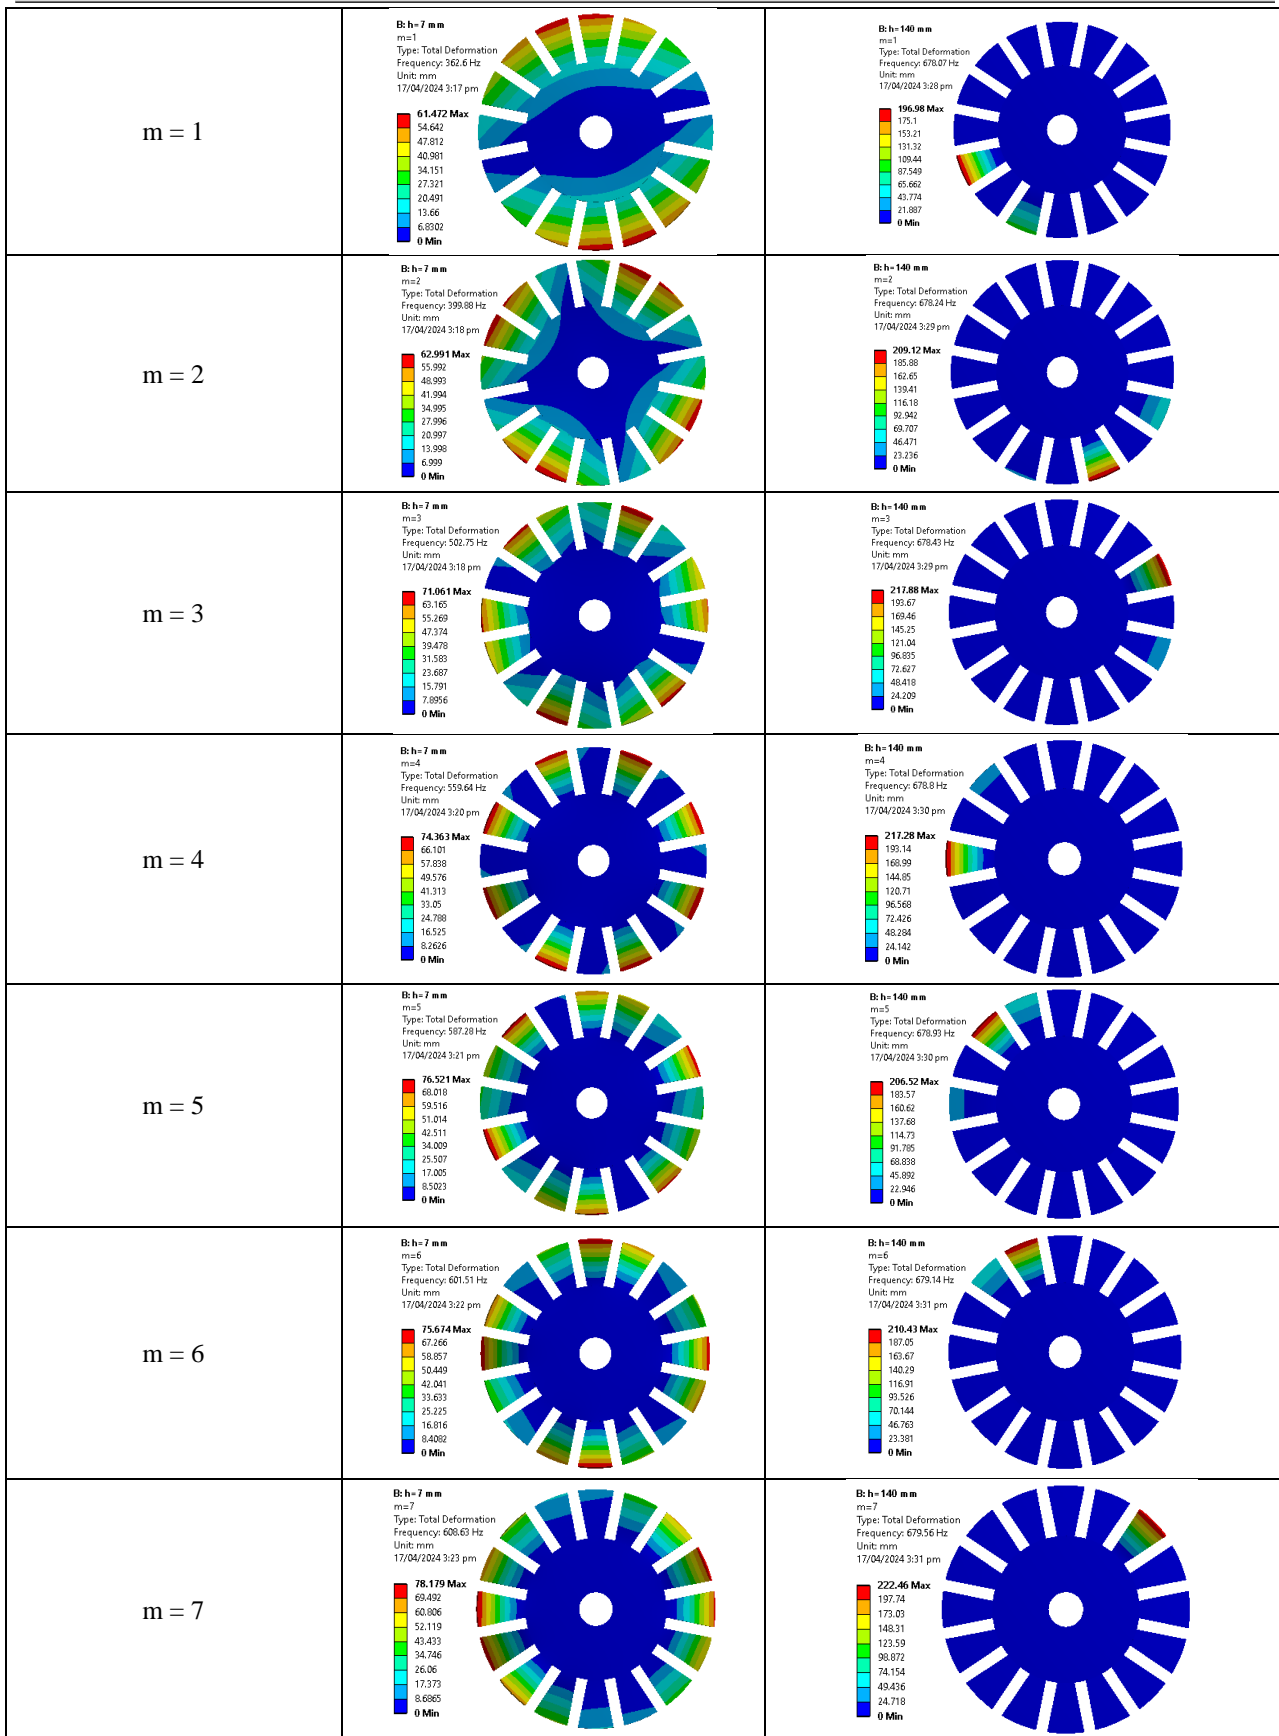 m = 1
B: h=7 mm
m=1
Type: Total Deformation
Frequency: 362.6 Hz
Unit: mm
17/04/2024 3:17 pm
61.472 Max
54.642
47.812
40.981
34.151
27.321
20.491
13.66
6.8302
0 Min
B: h=140 mm
m=1
Type: Total Deformation
Frequency: 678.07 Hz
Unit: mm
17/04/2024 3:28 pm
196.98 Max
175.1
153.21
131.32
109.44
87.549
65.662
43.774
21.887
0 Min
m = 2
B: h=7 mm
m=2
Type: Total Deformation
Frequency: 399.88 Hz
Unit: mm
17/04/2024 3:18 pm
62.991 Max
55.992
48.993
41.994
34.995
27.996
20.997
13.998
6.999
0 Min
B: h=140 mm
m=2
Type: Total Deformation
Frequency: 678.24 Hz
Unit: mm
17/04/2024 3:29 pm
209.12 Max
185.88
162.65
139.41
116.18
92.942
69.707
46.471
23.236
0 Min
m = 3
B: h=7 mm
m=3
Type: Total Deformation
Frequency: 502.75 Hz
Unit: mm
17/04/2024 3:18 pm
71.061 Max
63.165
55.269
47.374
39.478
31.583
23.687
15.791
7.8956
0 Min
B: h=140 mm
m=3
Type: Total Deformation
Frequency: 678.43 Hz
Unit: mm
17/04/2024 3:29 pm
217.88 Max
193.67
169.46
145.25
121.04
96.835
72.627
48.418
24.209
0 Min
m = 4
B: h=7 mm
m=4
Type: Total Deformation
Frequency: 559.64 Hz
Unit: mm
17/04/2024 3:20 pm
74.363 Max
66.101
57.838
49.576
41.313
33.05
24.788
16.525
8.2626
0 Min
B: h=140 mm
m=4
Type: Total Deformation
Frequency: 678.8 Hz
Unit: mm
17/04/2024 3:30 pm
217.28 Max
193.14
168.99
144.85
120.71
96.568
72.426
48.284
24.142
0 Min
m = 5
B: h=7 mm
m=5
Type: Total Deformation
Frequency: 587.28 Hz
Unit: mm
17/04/2024 3:21 pm
76.521 Max
68.018
59.516
51.014
42.511
34.009
25.507
17.005
8.5023
0 Min
B: h=140 mm
m=5
Type: Total Deformation
Frequency: 678.93 Hz
Unit: mm
17/04/2024 3:30 pm
206.52 Max
183.57
160.62
137.68
114.73
91.785
68.838
45.892
22.946
0 Min
m = 6
B: h=7 mm
m=6
Type: Total Deformation
Frequency: 601.51 Hz
Unit: mm
17/04/2024 3:22 pm
75.674 Max
67.266
58.857
50.449
42.041
33.633
25.225
16.816
8.4082
0 Min
B: h=140 mm
m=6
Type: Total Deformation
Frequency: 679.14 Hz
Unit: mm
17/04/2024 3:31 pm
210.43 Max
187.05
163.67
140.29
116.91
93.526
70.144
46.763
23.381
0 Min
m = 7
B: h=7 mm
m=7
Type: Total Deformation
Frequency: 608.63 Hz
Unit: mm
17/04/2024 3:23 pm
78.179 Max
69.492
60.806
52.119
43.433
34.746
26.06
17.373
8.6865
0 Min
B: h=140 mm
m=7
Type: Total Deformation
Frequency: 679.56 Hz
Unit: mm
17/04/2024 3:31 pm
222.46 Max
197.74
173.03
148.31
123.59
98.872
74.154
49.436
24.718
0 Min